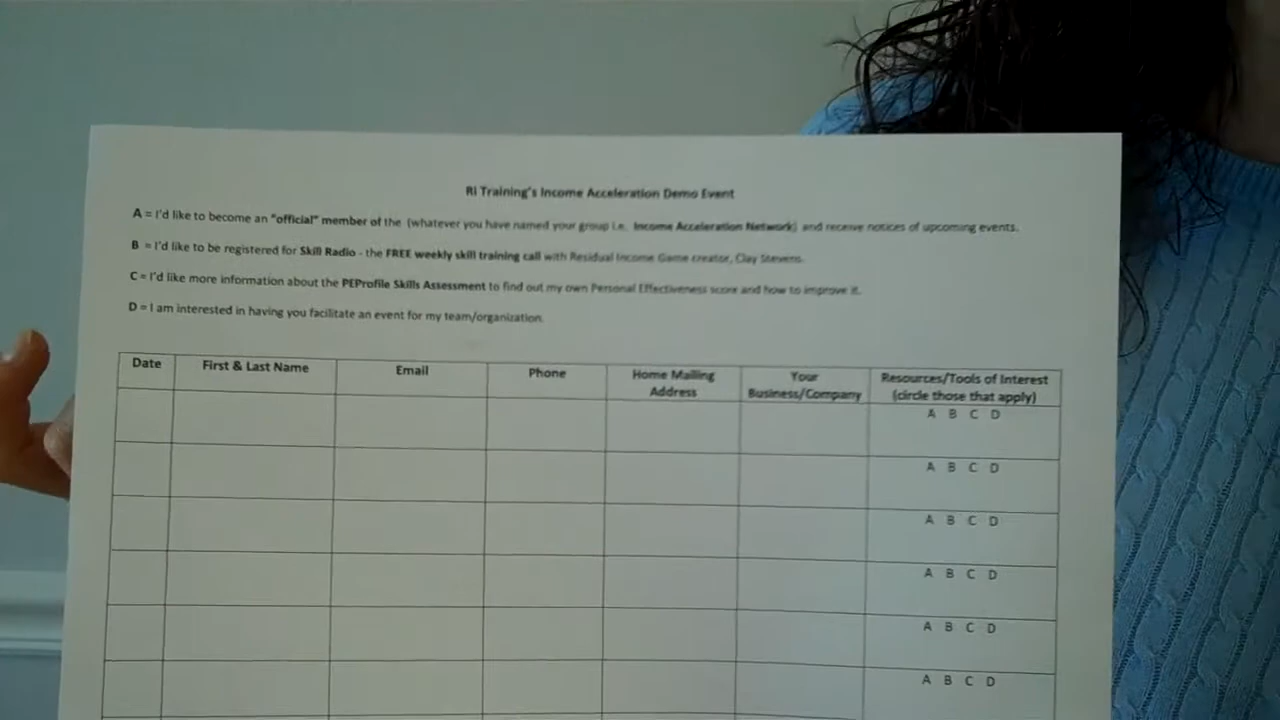 RI Training's Income Acceleration Demo Event
A = I'd like to become an "official" member of the (whatever you have named your group i.e. Income Acceleration Network) and receive notices of upcoming events.
B = I'd like to be registered for Skill Radio - the FREE weekly skill training call with Residual Income Game creator, Clay Stevens.
C = I'd like more information about the PEProfile Skills Assessment to find out my own Personal Effectiveness score and how to improve it.
D = I am interested in having you facilitate an event for my team/organization.
Date First & Last Name Email Phone Home Mailing Your Resources/Tools of Interest
Address Business/Company (circle those that apply)
A B C D
A B C D
A B C D
A B C D
A B C D
A B C D